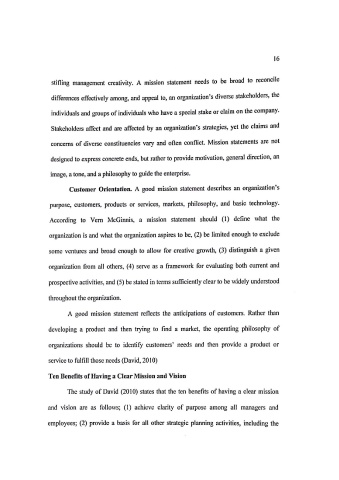 16
stifling management creativity. A mission statement needs to be broad to reconcile
differences effectively among, and appeal to, an organization's diverse stakeholders, the
individuals and groups of individuals who have a special stake or claim on the company.
Stakeholders affect and are affected by an organization's strategies, yet the claims and
concerns of diverse constituencies vary and often conflict. Mission statements are not
designed to express concrete ends, but rather to provide motivation, general direction, an
image, a tone, and a philosophy to guide the enterprise.
Customer Orientation. A good mission statement describes an organization's
purpose, customers, products or services, markets, philosophy, and basic technology.
According to Vern McGinnis, a mission statement should (1) define what the
organization is and what the organization aspires to be, (2) be limited enough to exclude
some ventures and broad enough to allow for creative growth, (3) distinguish a given
organization from all others, (4) serve as a framework for evaluating both current and
prospective activities, and (5) be stated in terms sufficiently clear to be widely understood
throughout the organization.
A good mission statement reflects the anticipations of customers. Rather than
developing a product and then trying to find a market, the operating philosophy of
organizations should be to identify customers' needs and then provide a product or
service to fulfill those needs (David, 2010)
Ten Benefits of Having a Clear Mission and Vision
The study of David (2010) states that the ten benefits of having a clear mission
and vision are as follows; (1) achieve clarity of purpose among all managers and
employees; (2) provide a basis for all other strategic planning activities, including the